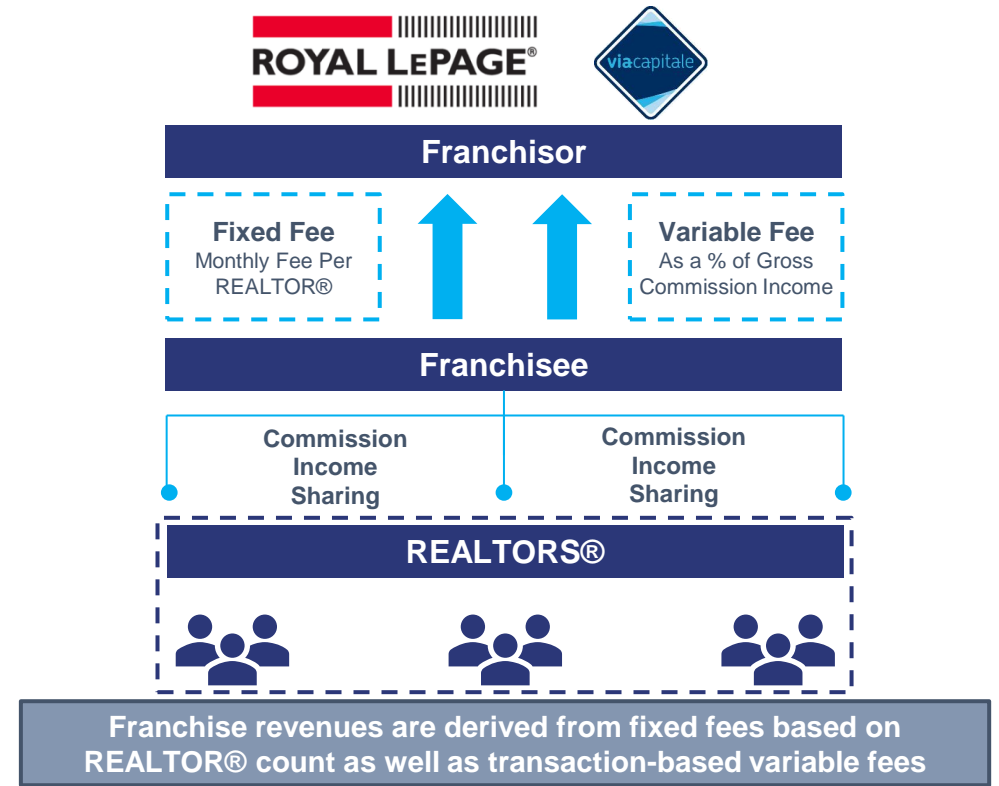 ROYAL LEPAGE®
viacapitale
Franchisor
Fixed Fee
Monthly Fee Per
REALTOR®
Variable Fee
As a % of Gross
Commission Income
Franchisee
Commission
Income
Sharing
Commission
Income
Sharing
REALTORS®
Franchise revenues are derived from fixed fees based on
REALTOR® count as well as transaction-based variable fees